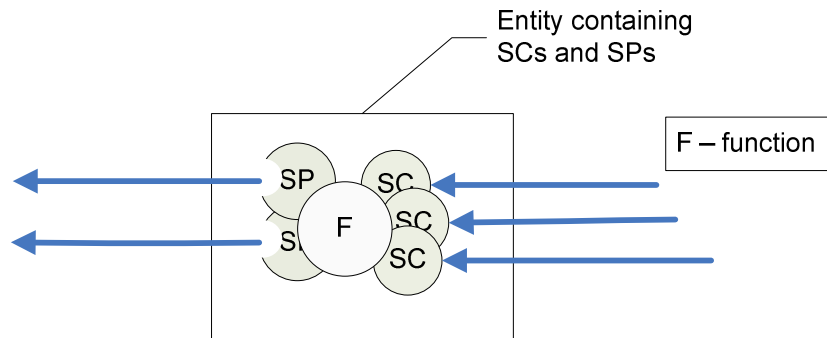 Entity containing
SCs and SPs
F – function
SP
SC
SC
F
SC